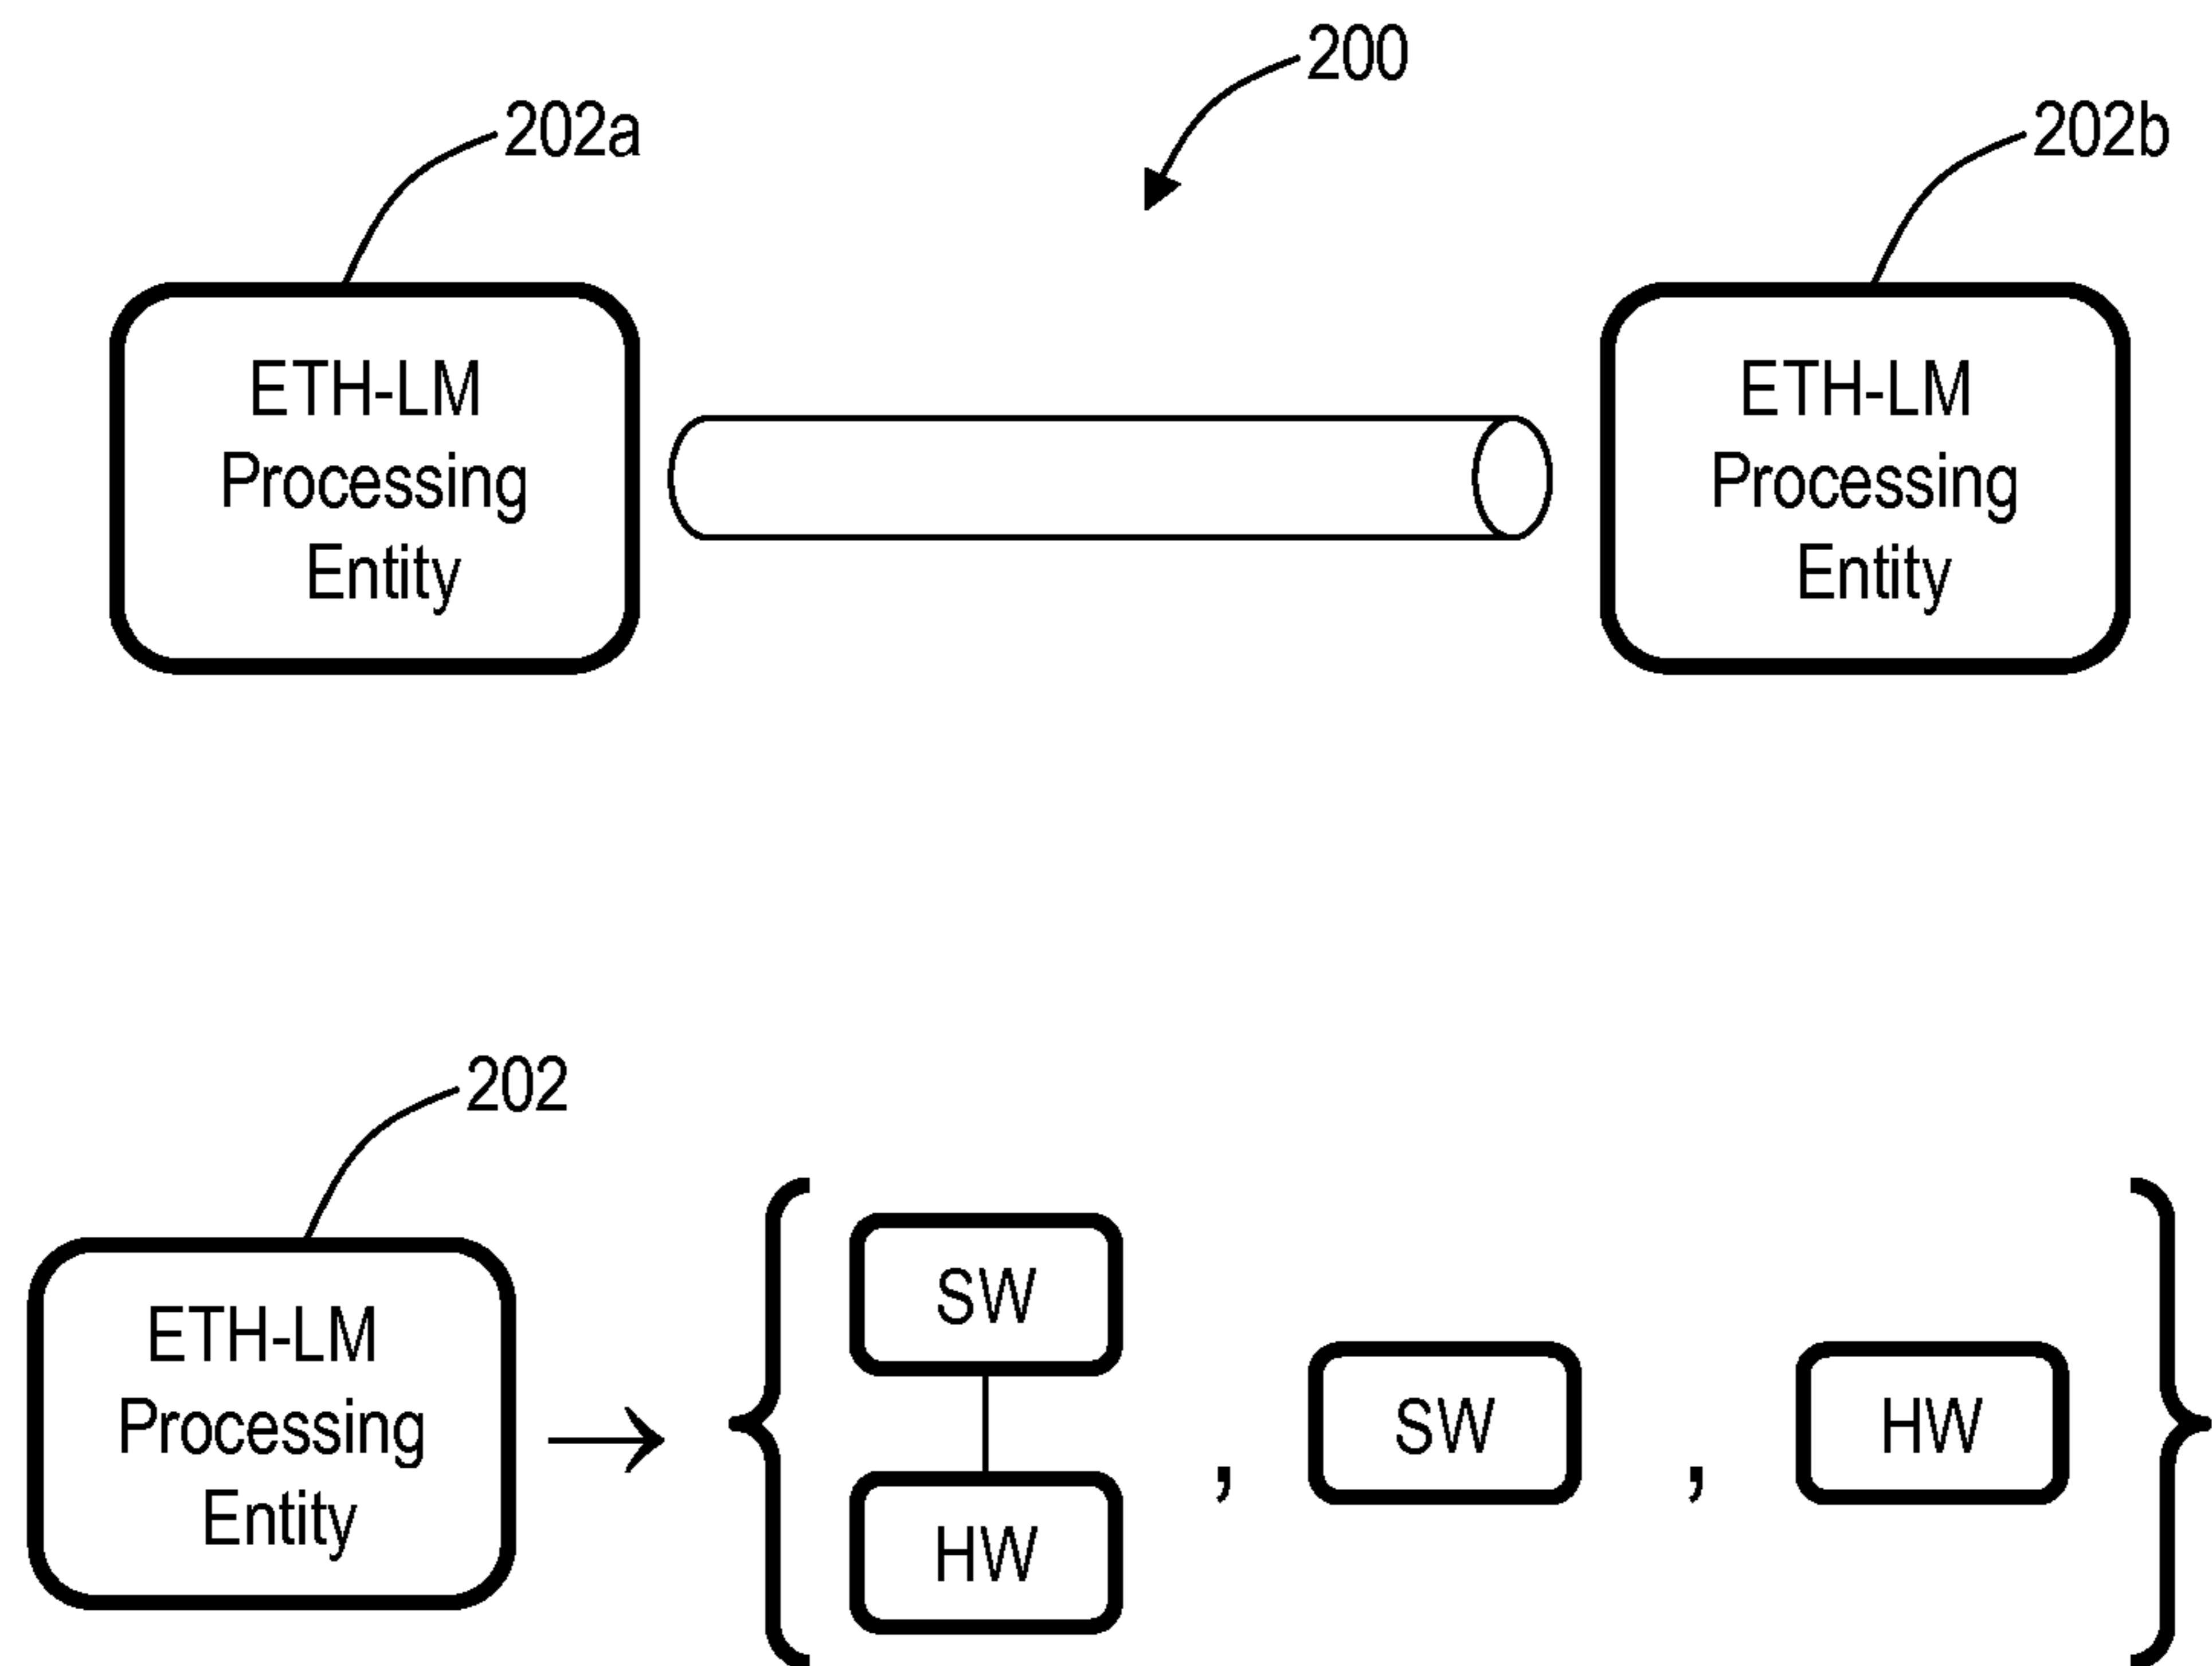 200
202a
202b
ETH-LM
Processing
Entity
ETH-LM
Processing
Entity
202
ETH-LM
Processing
Entity
SW
HW
,
SW
,
HW